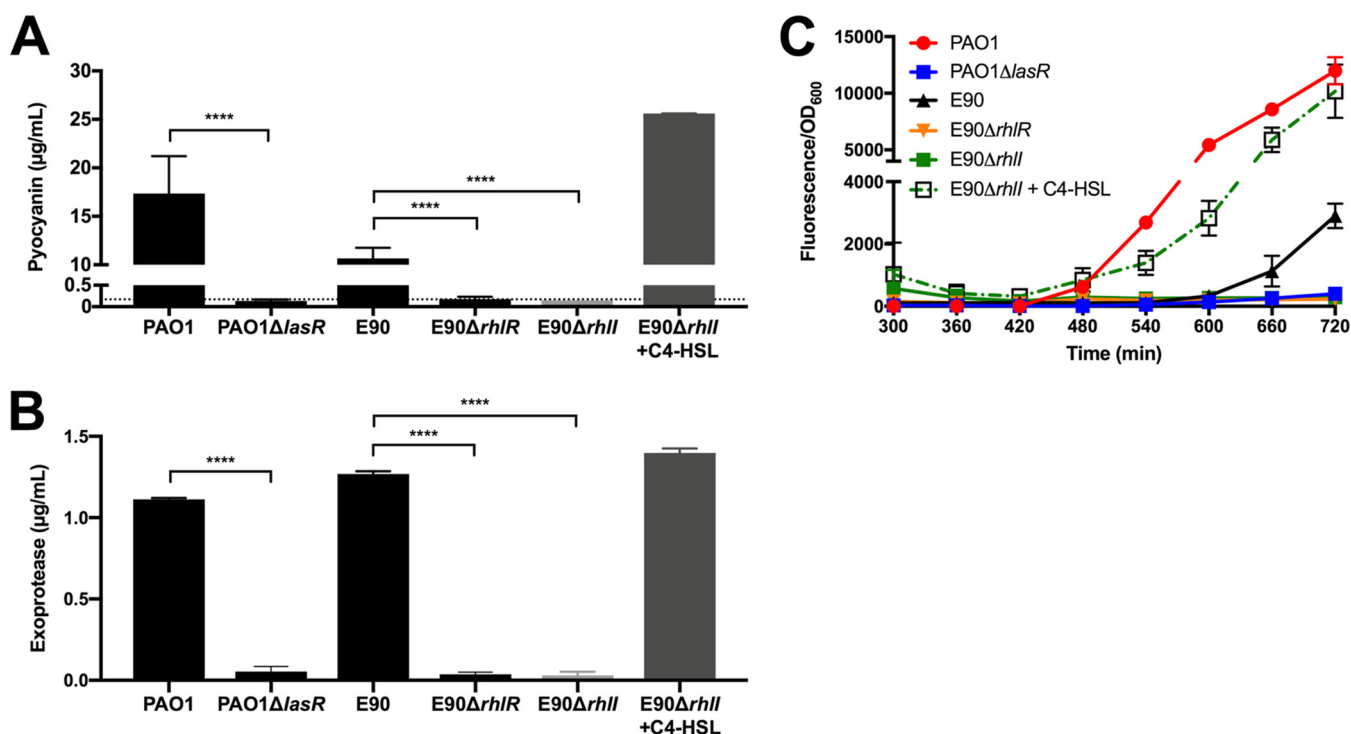 A
Pyocyanin (µg/mL)
30
25
20
15
10
0.5
0
****
****
****
PAO1
PAO1ΔlasR
E90
E90ΔrhlR
E90ΔrhlI
E90ΔrhlI
+C4-HSL
B
Exoprotease (µg/mL)
1.5
1.0
0.5
0.0
****
****
****
PAO1
PAO1ΔlasR
E90
E90ΔrhlR
E90ΔrhlI
E90ΔrhlI
+C4-HSL
C
Fluorescence/OD600
15000
10000
5000
4000
2000
0
PAO1
PAO1ΔlasR
E90
E90ΔrhlR
E90ΔrhlI
E90ΔrhlI + C4-HSL
300 360 420 480 540 600 660 720
Time (min)